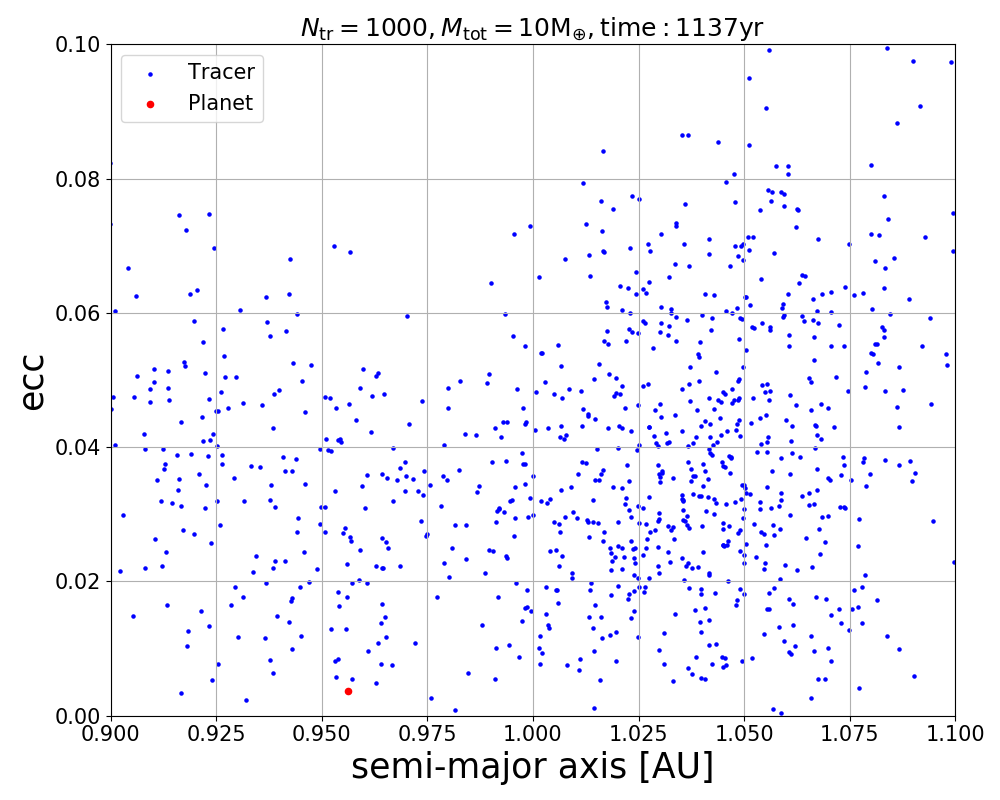 N_tr = 1000, M_tot = 10M_⊕, time : 1137yr
0.10
Tracer
Planet
0.08
0.06
ecc
0.04
0.02
0.00
0.900 0.925 0.950 0.975 1.000 1.025 1.050 1.075 1.100
semi-major axis [AU]